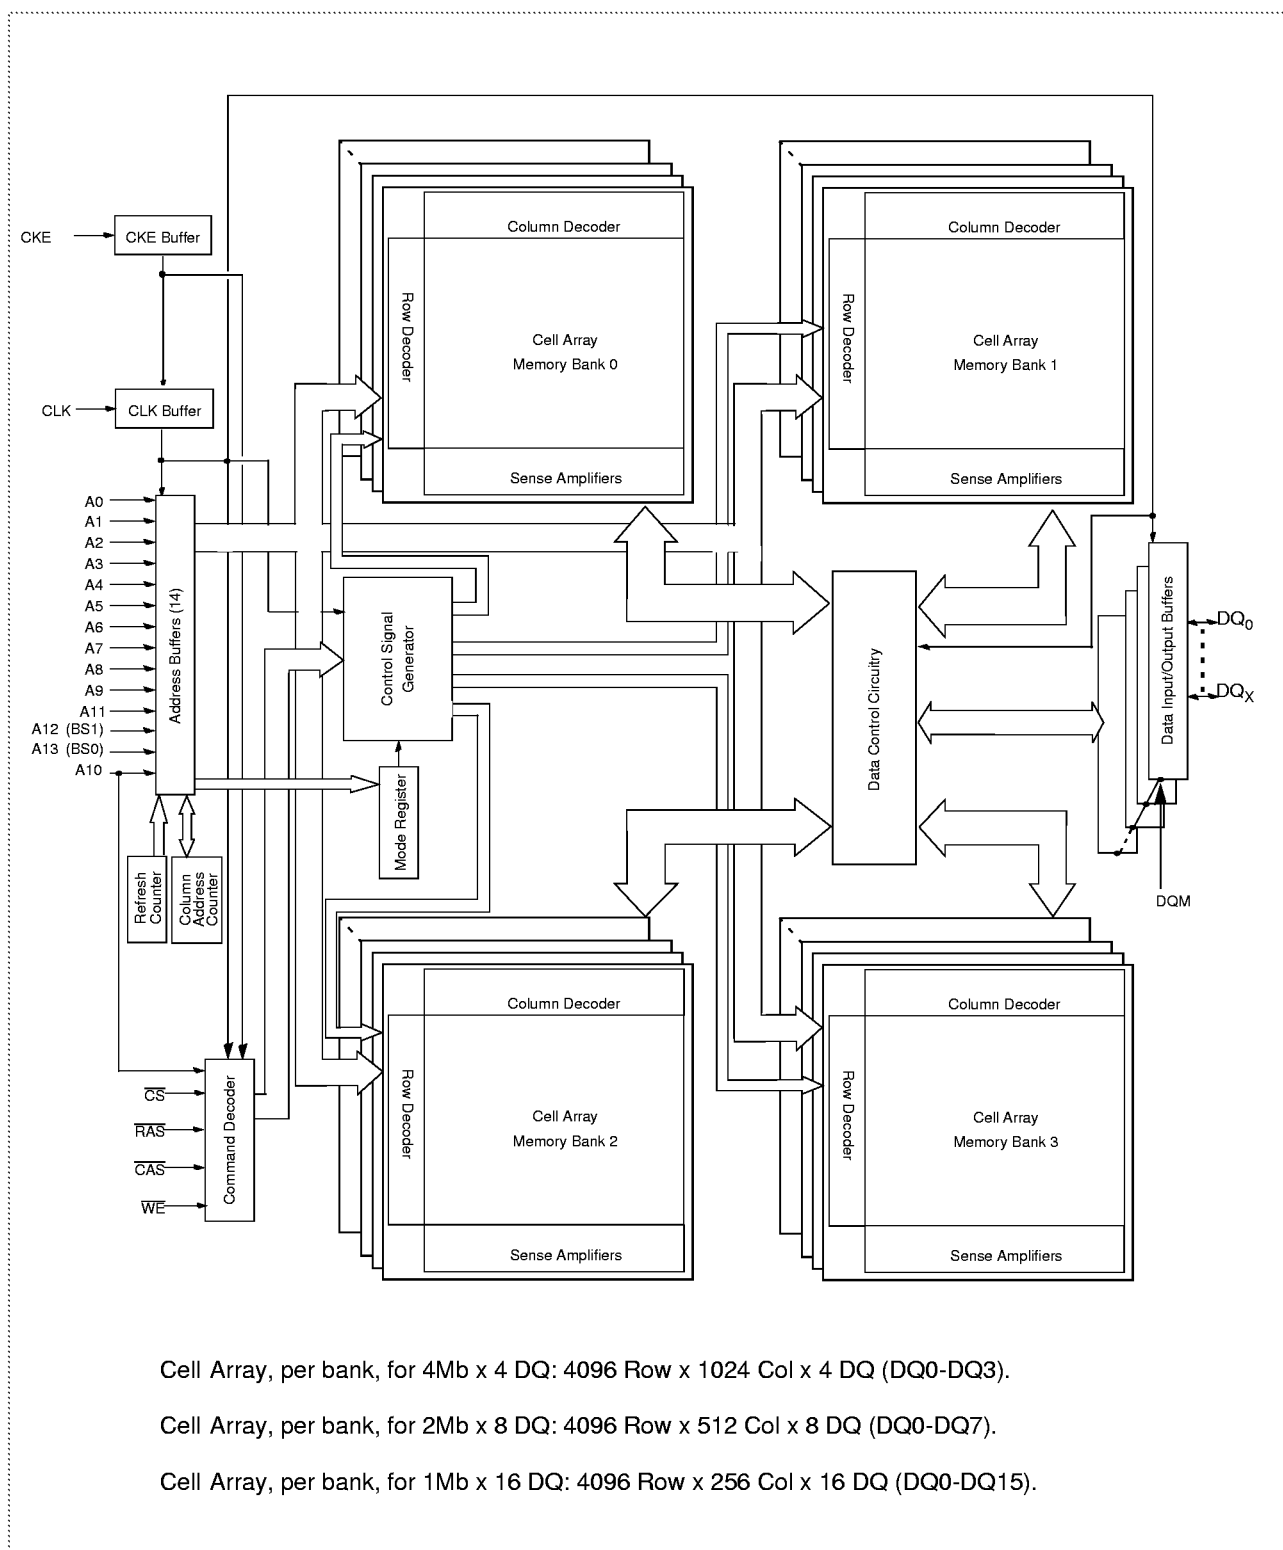 CKE
CKE Buffer
CLK
CLK Buffer
A0
A1
A2
A3
A4
A5
A6
A7
A8
A9
A11
A12 (BS1)
A13 (BS0)
A10
Address Buffers (14)
Refresh
Counter
Column
Address
Counter
Control Signal
Generator
Mode Register
CS
RAS
CAS
WE
Command Decoder
Column Decoder
Row Decoder
Cell Array
Memory Bank 0
Sense Amplifiers
Column Decoder
Row Decoder
Cell Array
Memory Bank 1
Sense Amplifiers
Data Control Circuitry
Data Input/Output Buffers
DQ0
DQX
DQM
Column Decoder
Row Decoder
Cell Array
Memory Bank 2
Sense Amplifiers
Column Decoder
Row Decoder
Cell Array
Memory Bank 3
Sense Amplifiers
Cell Array, per bank, for 4Mb x 4 DQ: 4096 Row x 1024 Col x 4 DQ (DQ0-DQ3).
Cell Array, per bank, for 2Mb x 8 DQ: 4096 Row x 512 Col x 8 DQ (DQ0-DQ7).
Cell Array, per bank, for 1Mb x 16 DQ: 4096 Row x 256 Col x 16 DQ (DQ0-DQ15).